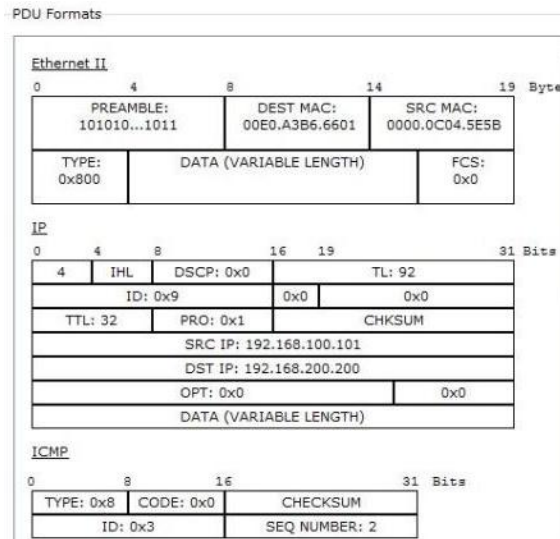 PDU Formats
Ethernet II
0 4 8 14 19 Byte
PREAMBLE: DEST MAC: SRC MAC:
101010...1011 00E0.A3B6.6601 0000.0C04.5E5B
TYPE: DATA (VARIABLE LENGTH) FCS:
0x800 0x0
IP
0 4 8 16 19 31 Bits
4 IHL DSCP: 0x0 TL: 92
ID: 0x9 0x0 0x0
TTL: 32 PRO: 0x1 CHKSUM
SRC IP: 192.168.100.101
DST IP: 192.168.200.200
OPT: 0x0 0x0
DATA (VARIABLE LENGTH)
ICMP
0 8 16 31 Bits
TYPE: 0x8 CODE: 0x0 CHECKSUM
ID: 0x3 SEQ NUMBER: 2